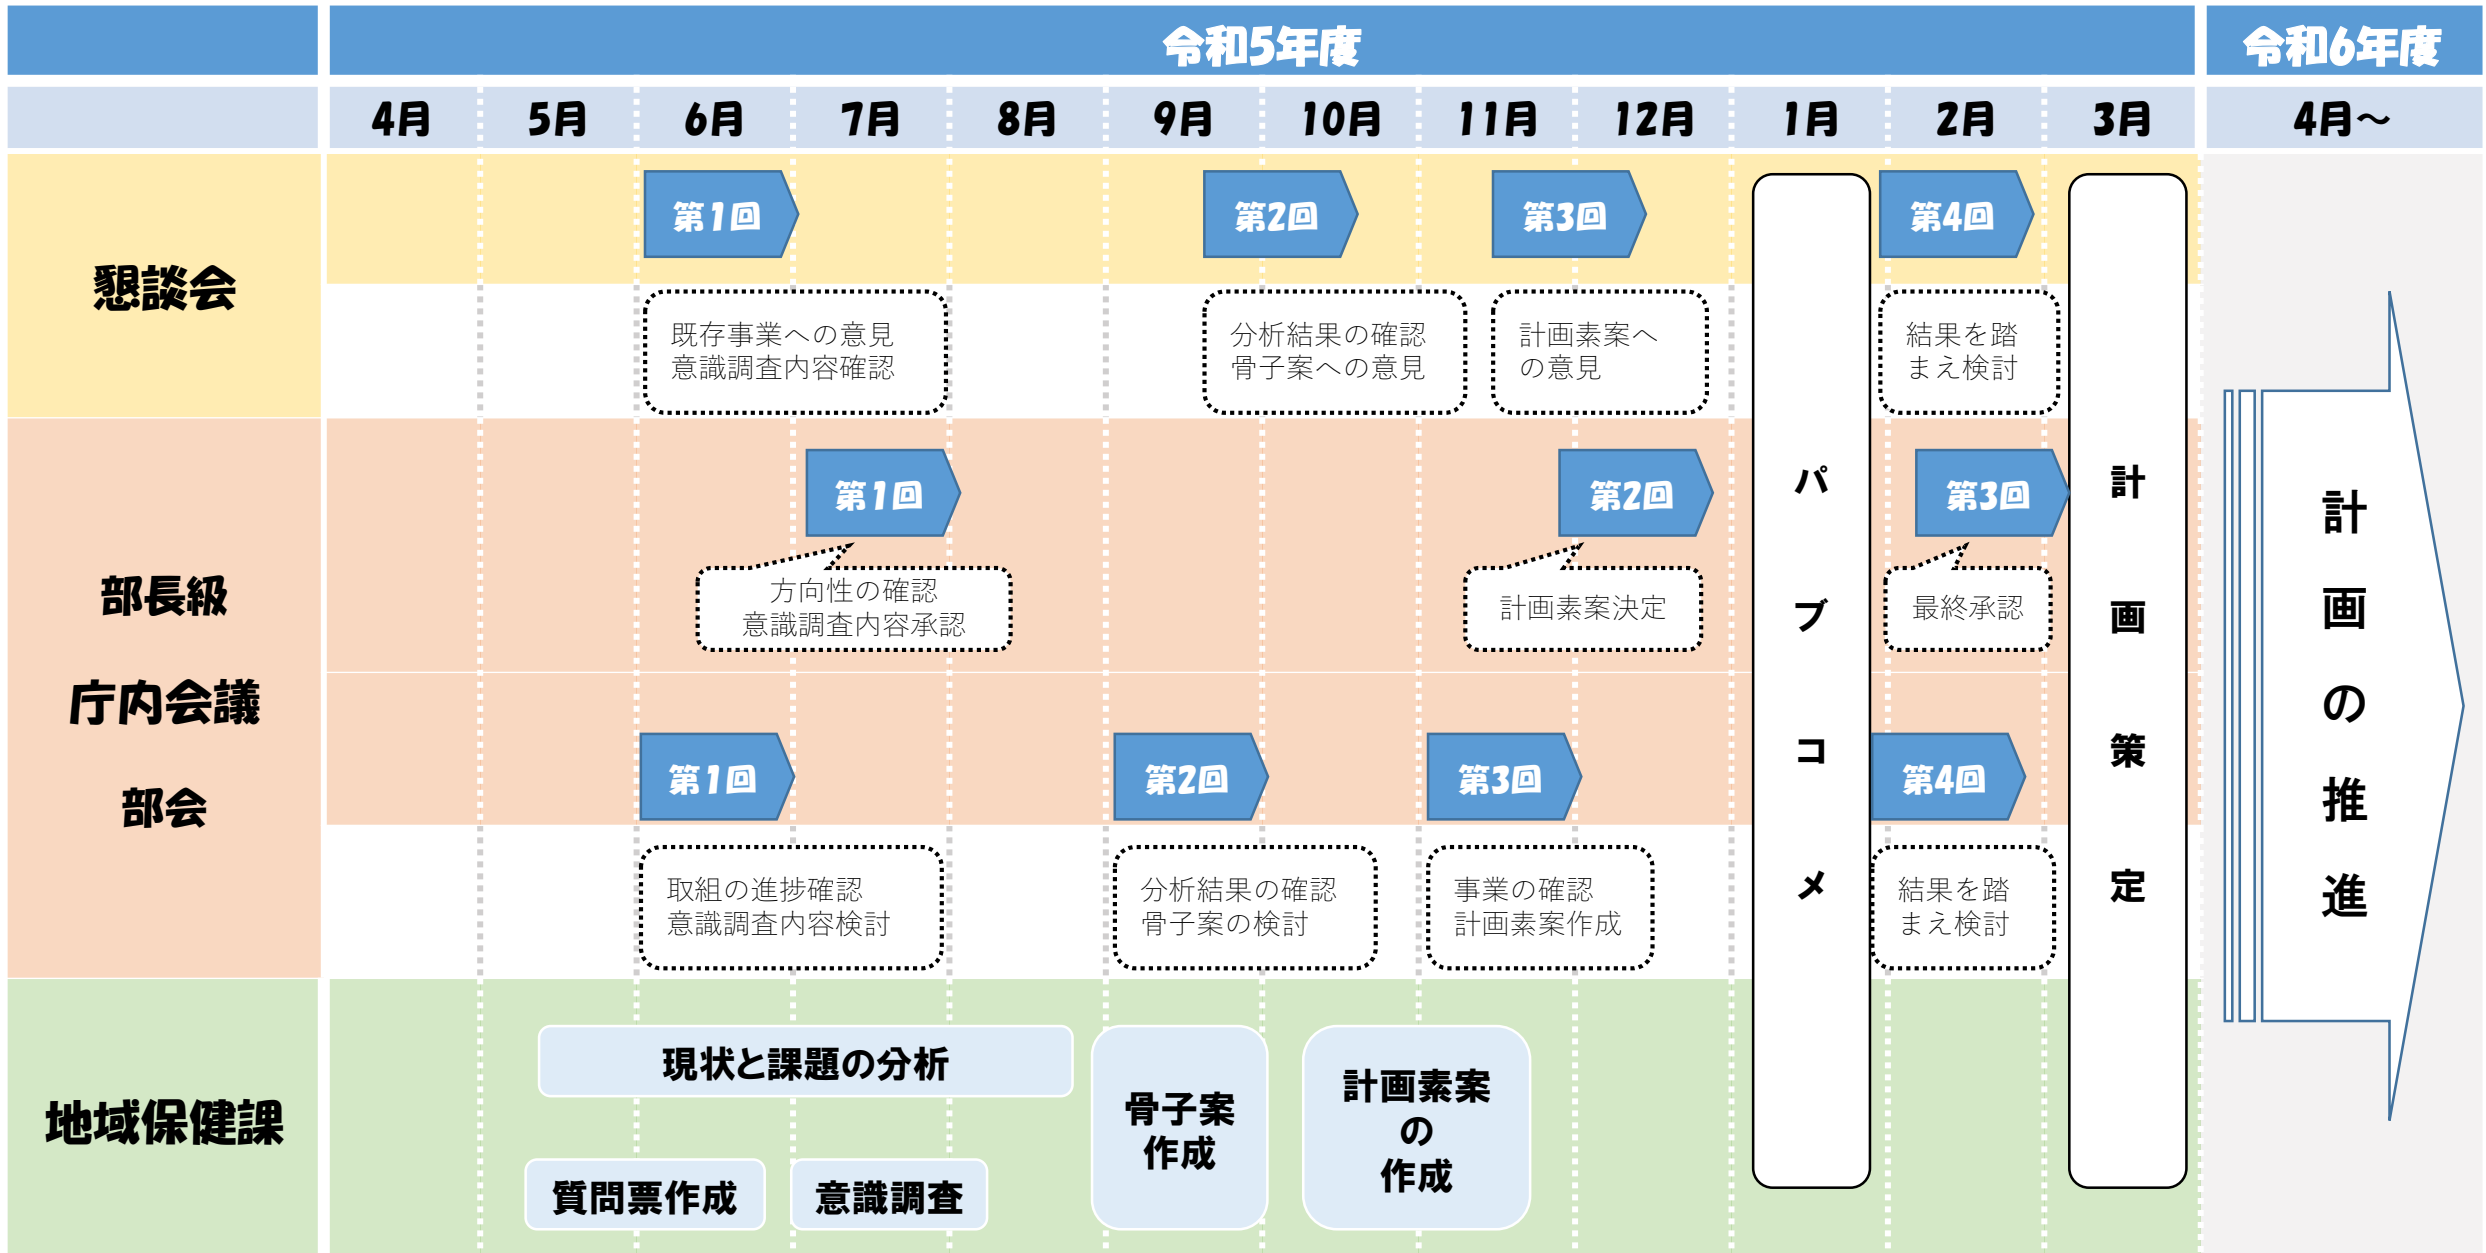 令和5年度
令和6年度
4月
5月
6月
7月
8月
9月
10月
11月
12月
1月
2月
3月
4月～
懇談会
第1回
第2回
第3回
第4回
既存事業への意見
意識調査内容確認
分析結果の確認
骨子案への意見
計画素案へ
の意見
結果を踏
まえ検討
部長級
庁内会議
部会
第1回
第2回
第3回
方向性の確認
意識調査内容承認
計画素案決定
最終承認
第1回
第2回
第3回
第4回
取組の進捗確認
意識調査内容検討
分析結果の確認
骨子案の検討
事業の確認
計画素案作成
結果を踏
まえ検討
パブコメ
計画策定
計画の推進
地域保健課
現状と課題の分析
質問票作成
意識調査
骨子案
作成
計画素案
の
作成